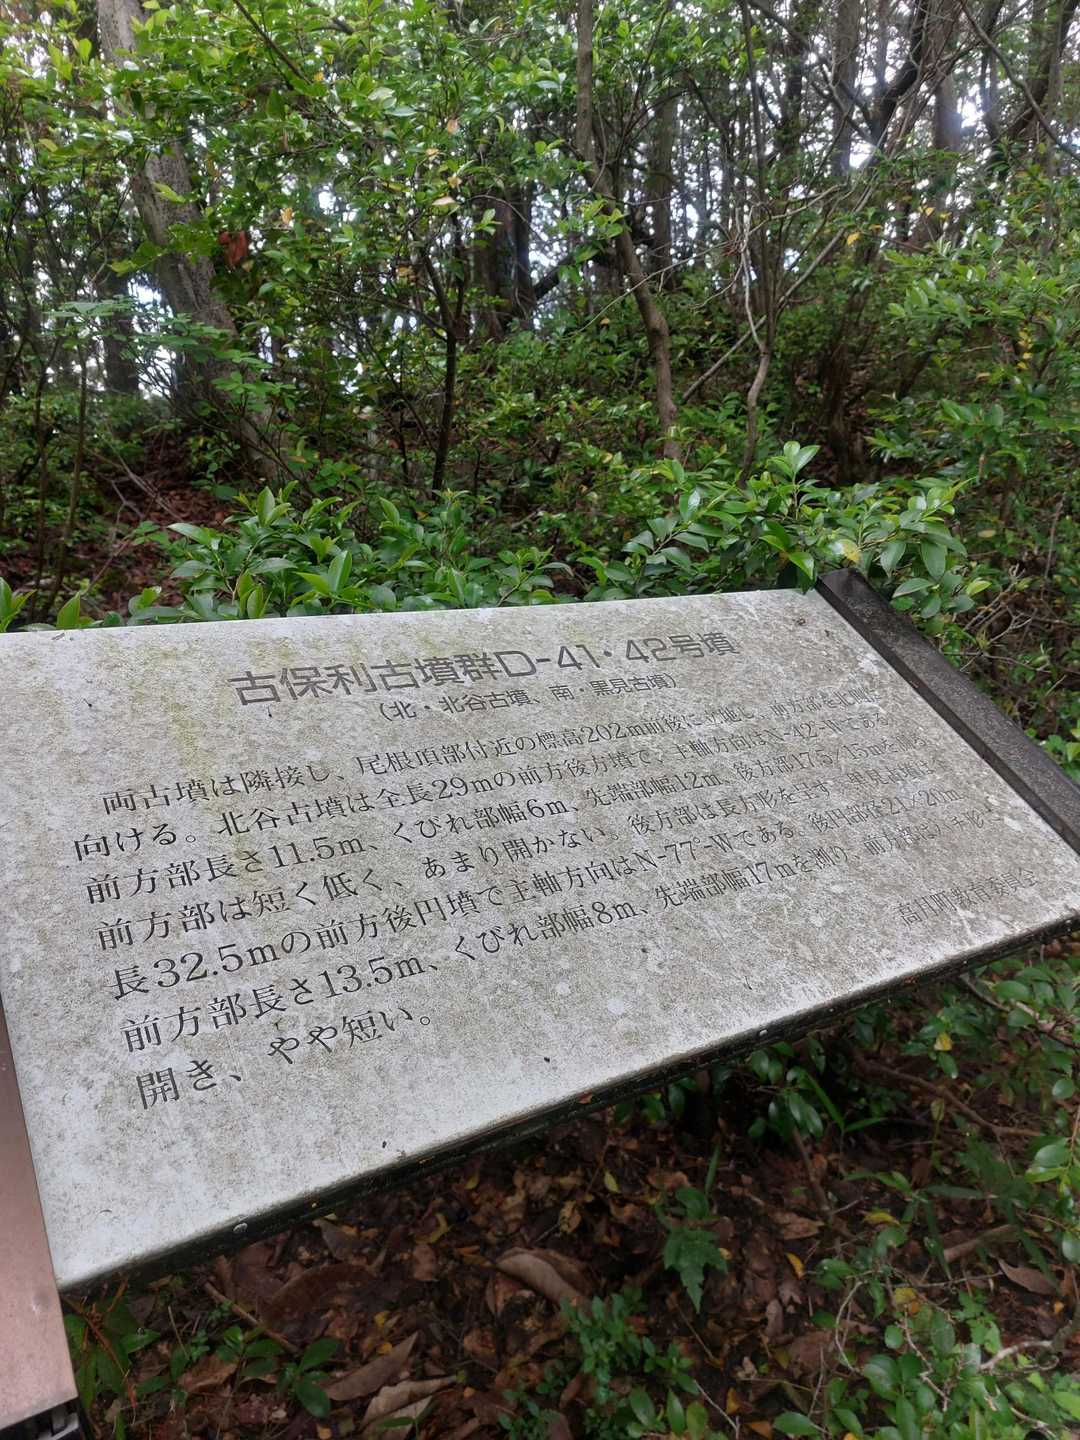 古保利古墳群D-41・42号墳
（北・北谷古墳、南・黒見古墳）
両古墳は隣接し、尾根頂部付近の標高202m前後に立地し、前方部を北側に
向ける。北谷古墳は全長29mの前方後方墳で、主軸方向はN-42°-Wである。
前方部長さ11.5m、くびれ部幅6m、先端部幅12m、後方部17.5×15mを測る。
前方部は短く低く、あまり開かない。後方部は長方形を呈す。黒見古墳は全
長32.5mの前方後円墳で主軸方向はN-77°-Wである。後円部径21×20m、
前方部長さ13.5m、くびれ部幅8m、先端部幅17mを測り、前方部はハ字形に
開き、やや短い。
高月町教育委員会